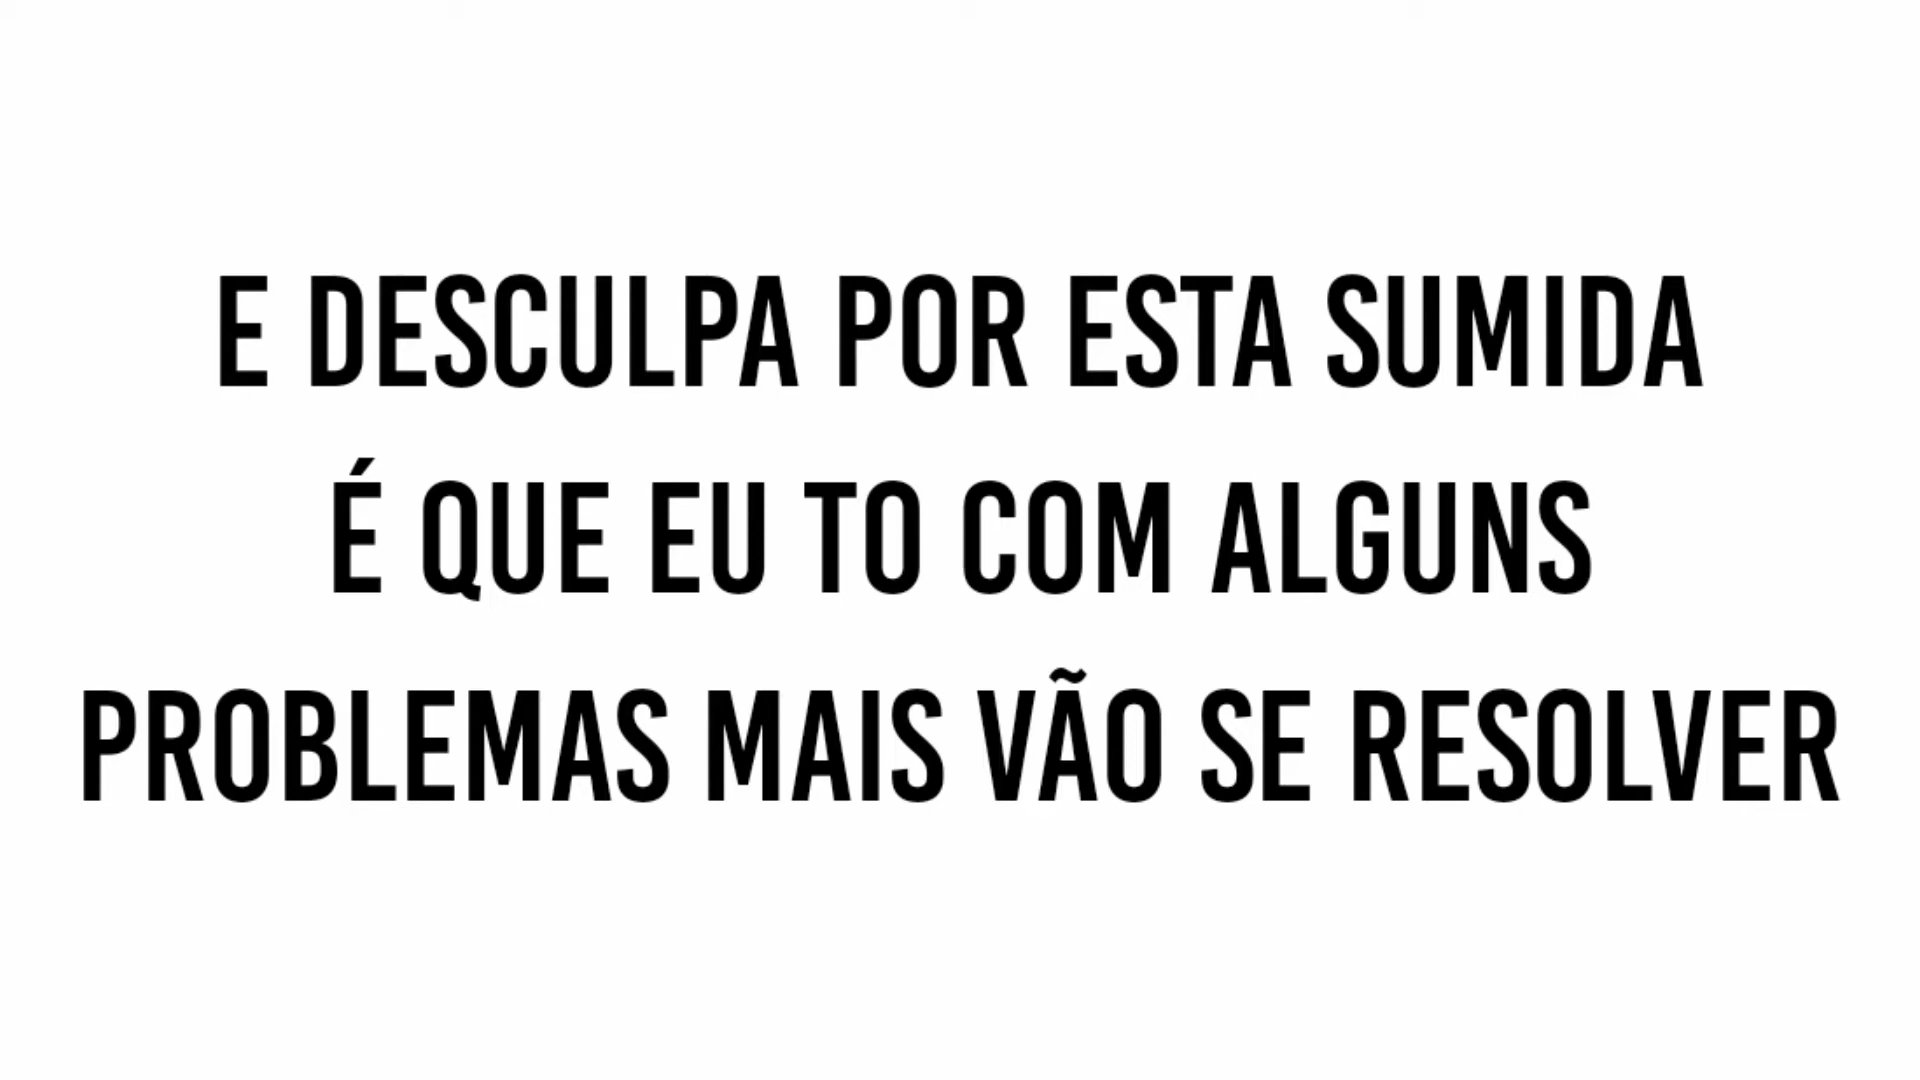 E DESCULPA POR ESTA SUMIDA
É QUE EU TO COM ALGUNS
PROBLEMAS MAIS VÃO SE RESOLVER